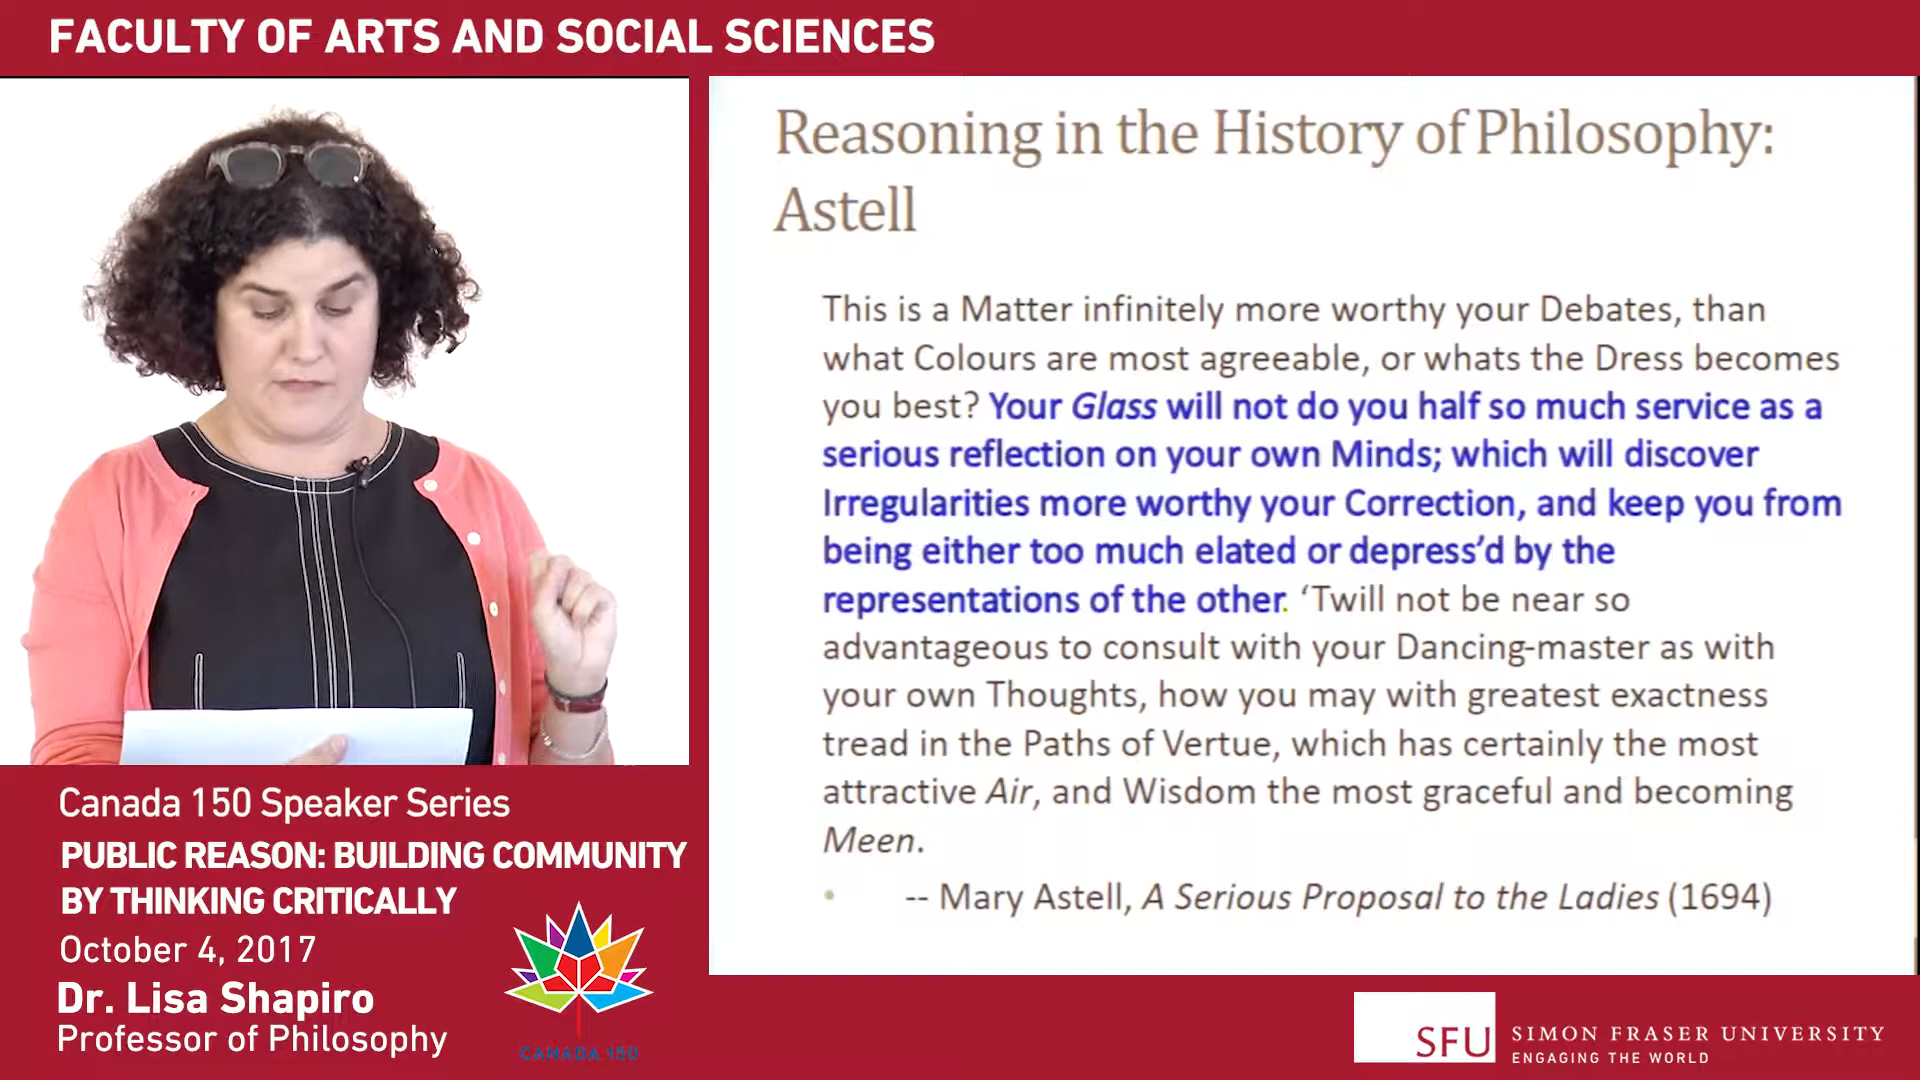 FACULTY OF ARTS AND SOCIAL SCIENCES
Reasoning in the History of Philosophy:
Astell
This is a Matter infinitely more worthy your Debates, than
what Colours are most agreeable, or whats the Dress becomes
you best? Your Glass will not do you half so much service as a
serious reflection on your own Minds; which will discover
Irregularities more worthy your Correction, and keep you from
being either too much elated or depress’d by the
representations of the other. ‘Twill not be near so
advantageous to consult with your Dancing-master as with
your own Thoughts, how you may with greatest exactness
tread in the Paths of Vertue, which has certainly the most
attractive Air, and Wisdom the most graceful and becoming
Meen.
• -- Mary Astell, A Serious Proposal to the Ladies (1694)
Canada 150 Speaker Series
PUBLIC REASON: BUILDING COMMUNITY
BY THINKING CRITICALLY
October 4, 2017
Dr. Lisa Shapiro
Professor of Philosophy
CANADA 150
SFU
SIMON FRASER UNIVERSITY
ENGAGING THE WORLD